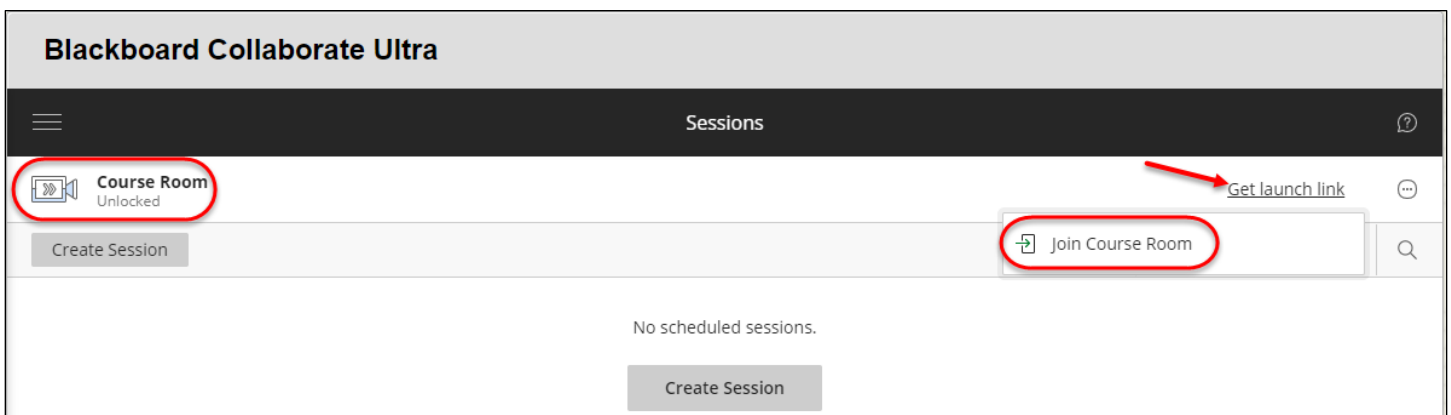 Blackboard Collaborate Ultra
Sessions
Course Room
Unlocked
Get launch link
Join Course Room
Create Session
No scheduled sessions.
Create Session